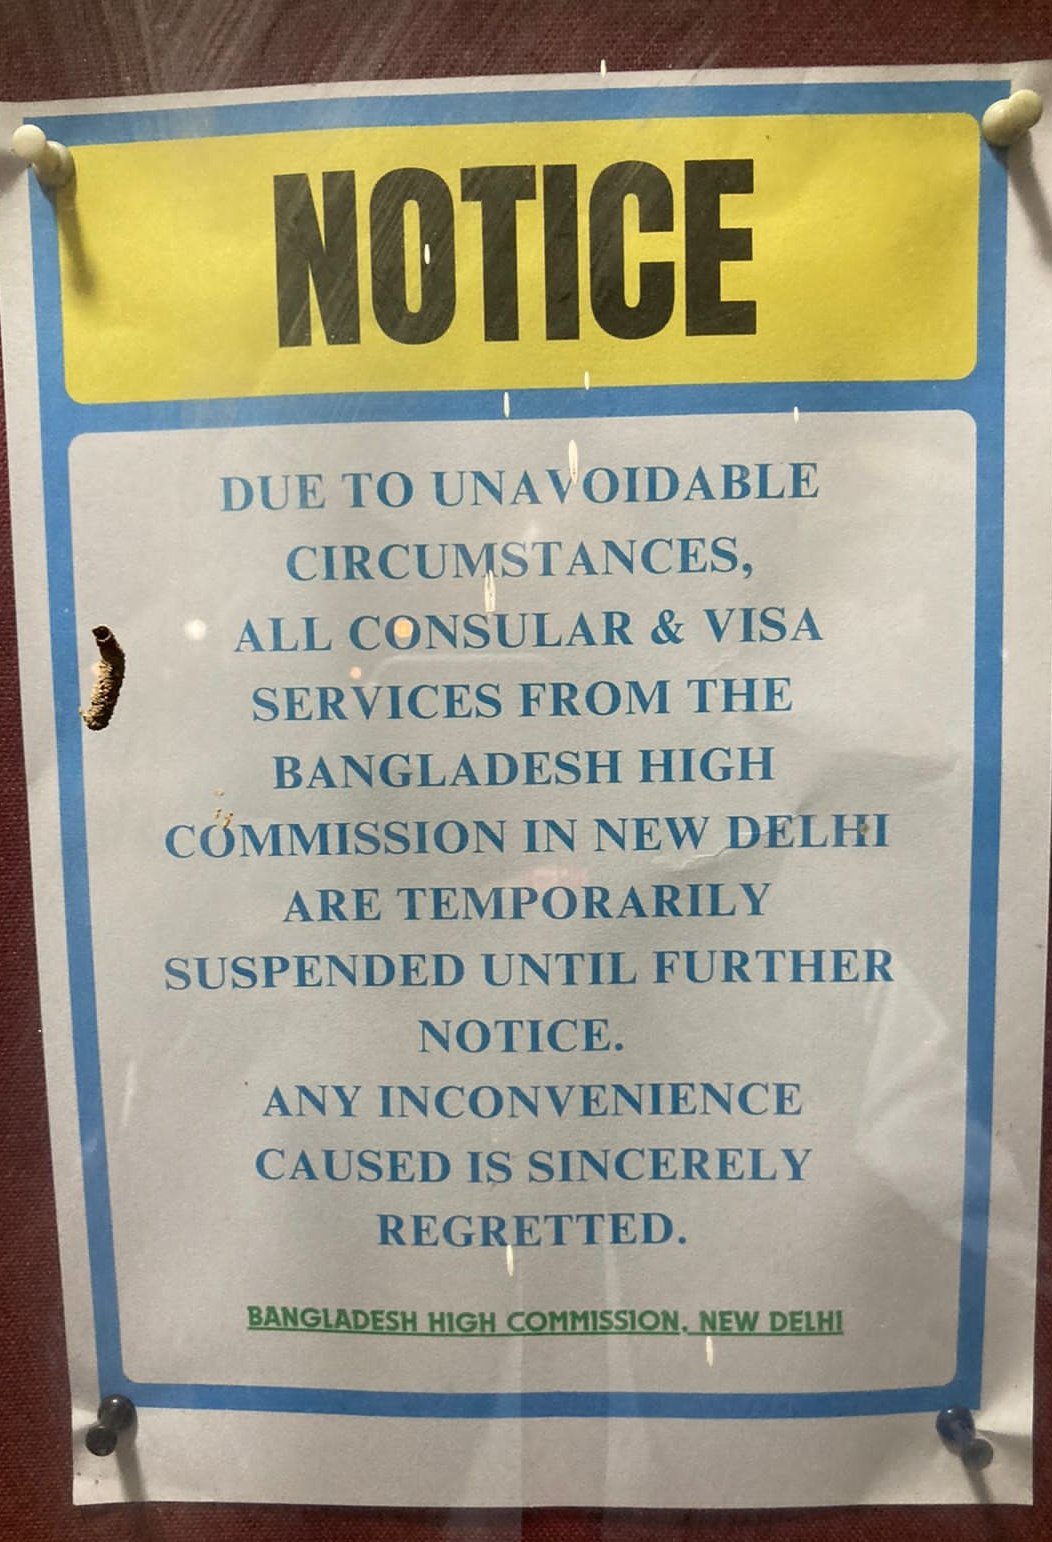 NOTICE
DUE TO UNAVOIDABLE
CIRCUMSTANCES,
ALL CONSULAR & VISA
SERVICES FROM THE
BANGLADESH HIGH
COMMISSION IN NEW DELHI
ARE TEMPORARILY
SUSPENDED UNTIL FURTHER
NOTICE.
ANY INCONVENIENCE
CAUSED IS SINCERELY
REGRETTED.
BANGLADESH HIGH COMMISSION, NEW DELHI